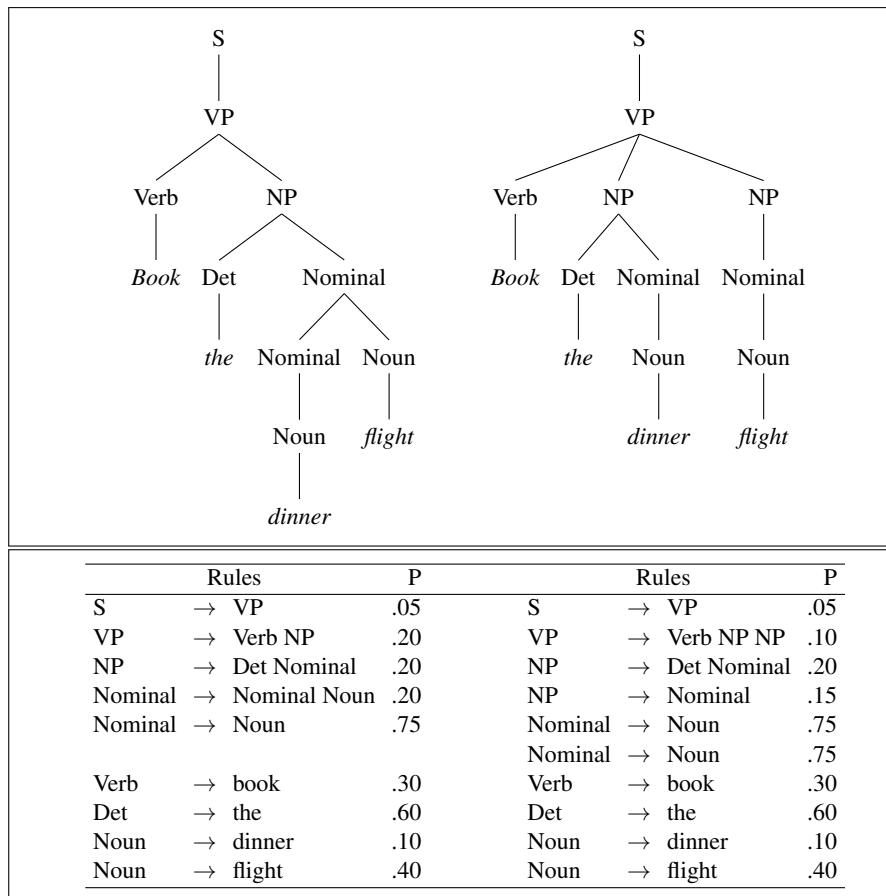 S S
VP VP
Verb NP Verb NP NP
Book Det Nominal Book Det Nominal Nominal
the Nominal Noun the Noun Noun
Noun flight dinner flight
dinner
Rules P Rules P
S → VP .05 S → VP .05
VP → Verb NP .20 VP → Verb NP NP .10
NP → Det Nominal .20 NP → Det Nominal .20
Nominal → Nominal Noun .20 NP → Nominal .15
Nominal → Noun .75 Nominal → Noun .75
Nominal → Noun .75
Verb → book .30 Verb → book .30
Det → the .60 Det → the .60
Noun → dinner .10 Noun → dinner .10
Noun → flight .40 Noun → flight .40